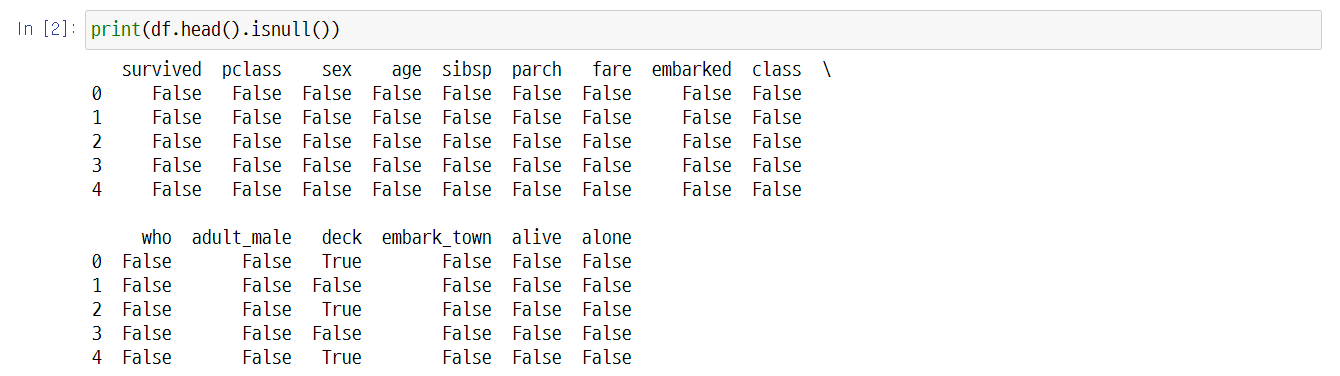 In [2]: print(df.head().isnull())
   survived  pclass    sex    age  sibsp  parch   fare  embarked  class  \
0     False   False  False  False  False  False  False     False  False
1     False   False  False  False  False  False  False     False  False
2     False   False  False  False  False  False  False     False  False
3     False   False  False  False  False  False  False     False  False
4     False   False  False  False  False  False  False     False  False
     who  adult_male   deck  embark_town  alive  alone
0  False       False   True        False  False  False
1  False       False  False        False  False  False
2  False       False   True        False  False  False
3  False       False  False        False  False  False
4  False       False   True        False  False  False